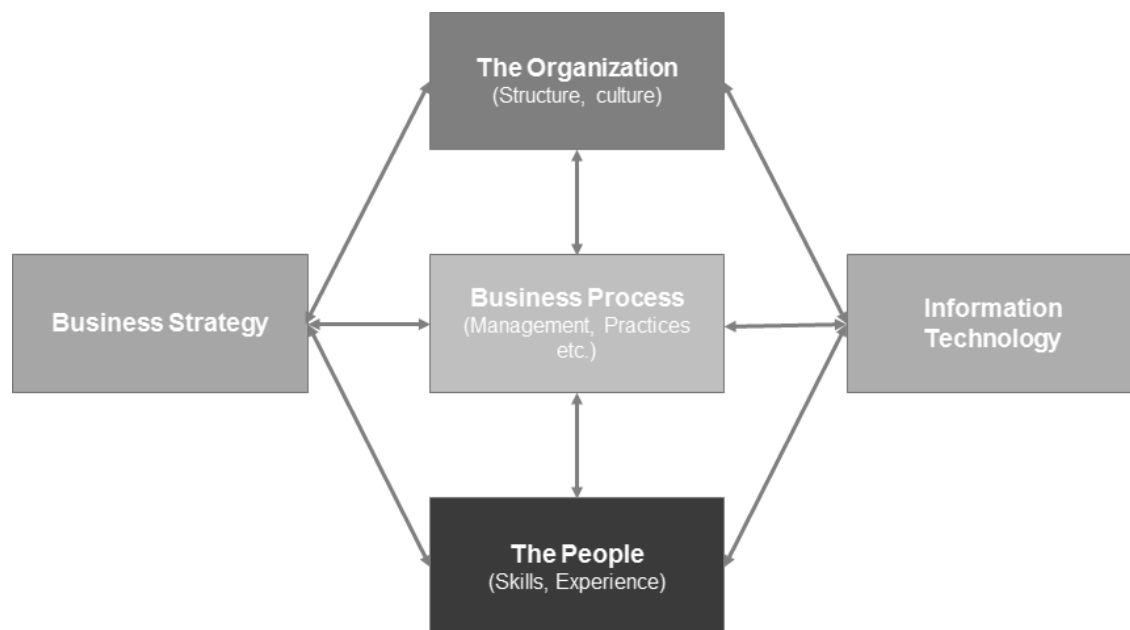 The Organization
(Structure, culture)
Business Strategy
Business Process
(Management, Practices
etc.)
Information
Technology
The People
(Skills, Experience)